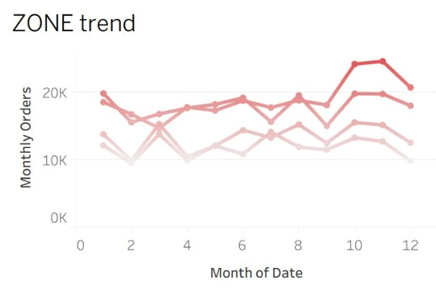 ZONE trend
Monthly Orders
20K
10K
0K
0 2 4 6 8 10 12
Month of Date